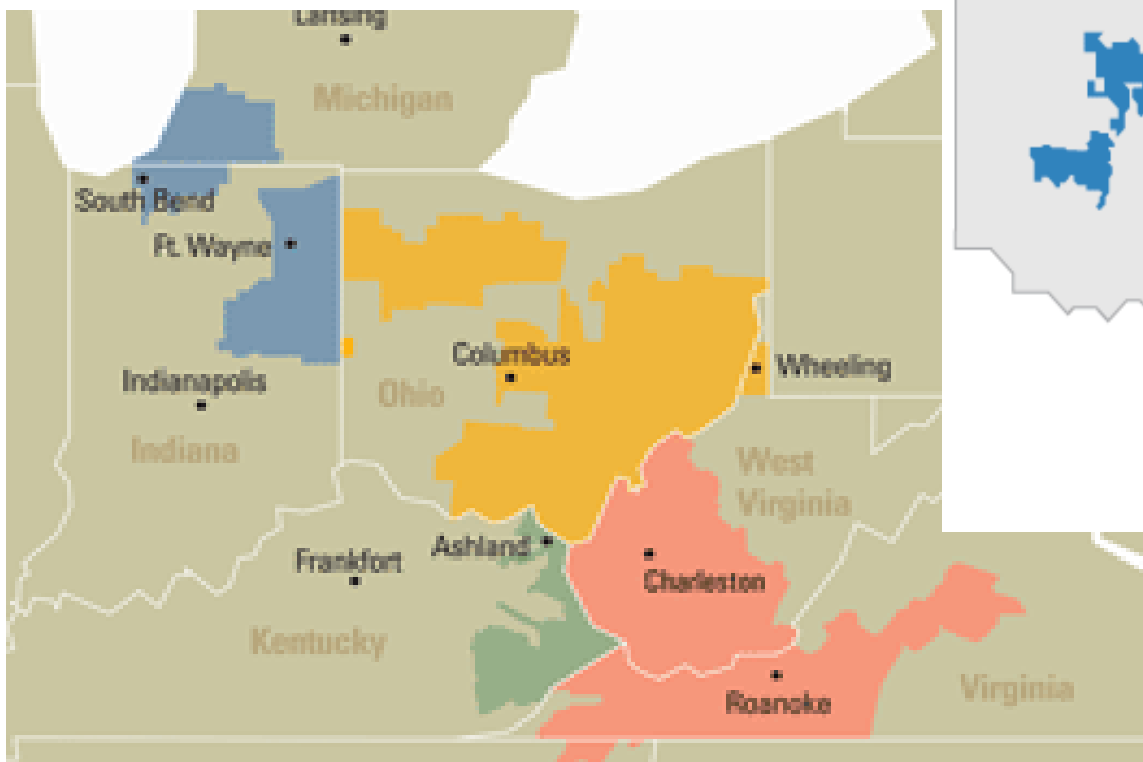 Lansing
Michigan
South Bend
Ft. Wayne
Columbus
Wheeling
Indianapolis
Ohio
Indiana
West
Virginia
Ashland
Frankfort
Charleston
Kentucky
Roanoke
Virginia